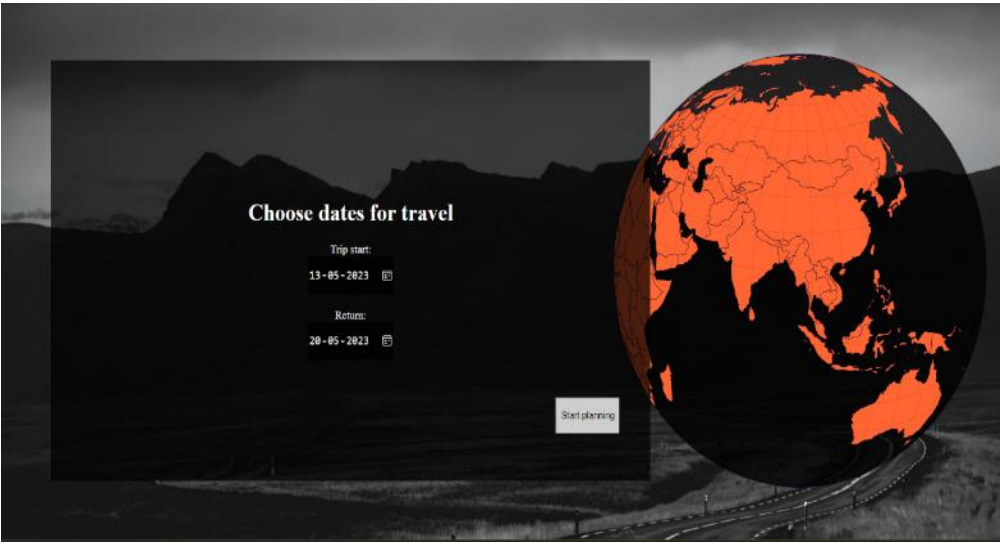 Choose dates for travel
Trip start:
13-05-2023
Return:
20-05-2023
Start planning